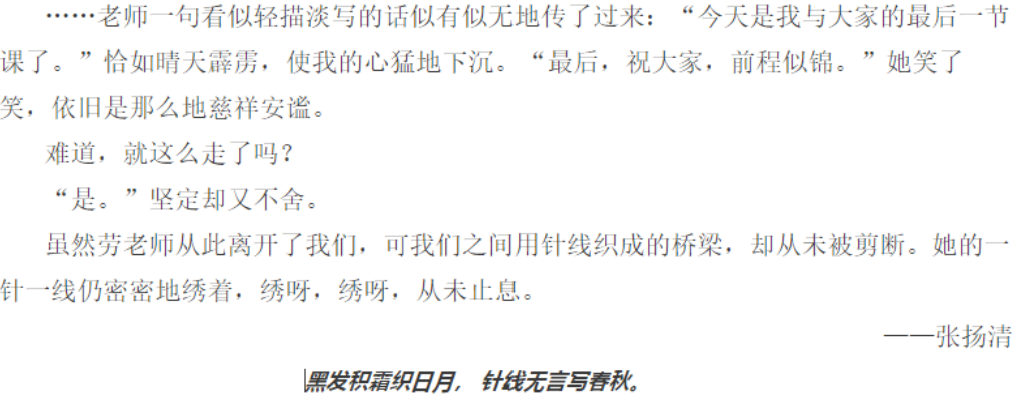 ……老师一句看似轻描淡写的话似有似无地传了过来：“今天是我与大家的最后一节
课了。”恰如晴天霹雳，使我的心猛地下沉。“最后，祝大家，前程似锦。”她笑了
笑，依旧是那么地慈祥安谧。
难道，就这么走了吗？
“是。”坚定却又不舍。
虽然劳老师从此离开了我们，可我们之间用针线织成的桥梁，却从未被剪断。她的一
针一线仍密密地绣着，绣呀，绣呀，从未止息。
——张扬清
黑发积霜织日月，针线无言写春秋。